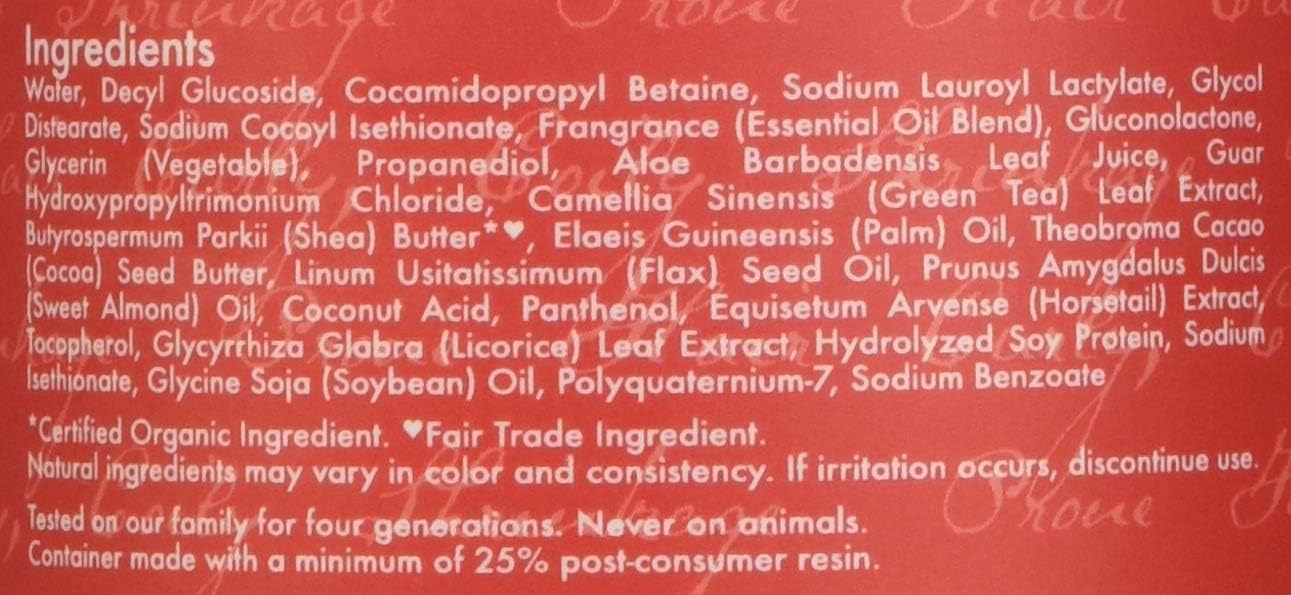 Shrinkage Prone Hair
Ingredients
Water, Decyl Glucoside, Cocamidopropyl Betaine, Sodium Lauroyl Lactylate, Glycol
Distearate, Sodium Cocoyl Isethionate, Frangrance (Essential Oil Blend), Gluconolactone,
Glycerin (Vegetable), Propanediol, Aloe Barbadensis Leaf Juice, Guar
Hydroxypropyltrimonium Chloride, Camellia Sinensis (Green Tea) Leaf Extract,
Butyrospermum Parkii (Shea) Butter*♥, Elaeis Guineensis (Palm) Oil, Theobroma Cacao
(Cocoa) Seed Butter, Linum Usitatissimum (Flax) Seed Oil, Prunus Amygdalus Dulcis
(Sweet Almond) Oil, Coconut Acid, Panthenol, Equisetum Arvense (Horsetail) Extract,
Tocopherol, Glycyrrhiza Glabra (Licorice) Leaf Extract, Hydrolyzed Soy Protein, Sodium
Isethionate, Glycine Soja (Soybean) Oil, Polyquaternium-7, Sodium Benzoate
*Certified Organic Ingredient. ♥Fair Trade Ingredient.
Natural ingredients may vary in color and consistency. If irritation occurs, discontinue use.
Prone
Tested on our family for four generations. Never on animals.
Container made with a minimum of 25% post-consumer resin.